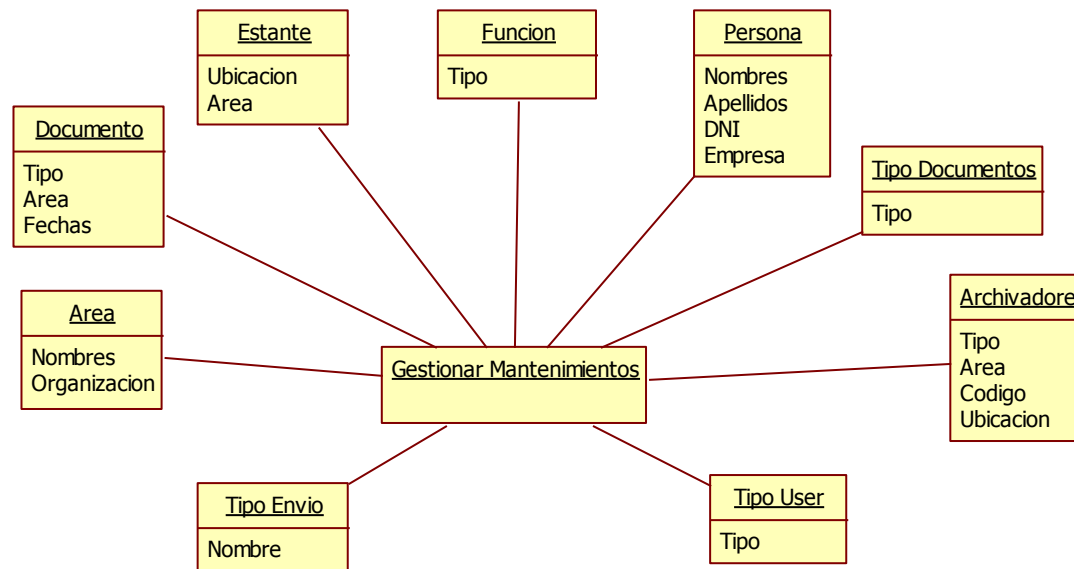 Estante
Ubicacion
Area
Funcion
Tipo
Persona
Nombres
Apellidos
DNI
Empresa
Documento
Tipo
Area
Fechas
Tipo Documentos
Tipo
Area
Nombres
Organizacion
Gestionar Mantenimientos
Archivadore
Tipo
Area
Codigo
Ubicacion
Tipo Envio
Nombre
Tipo User
Tipo